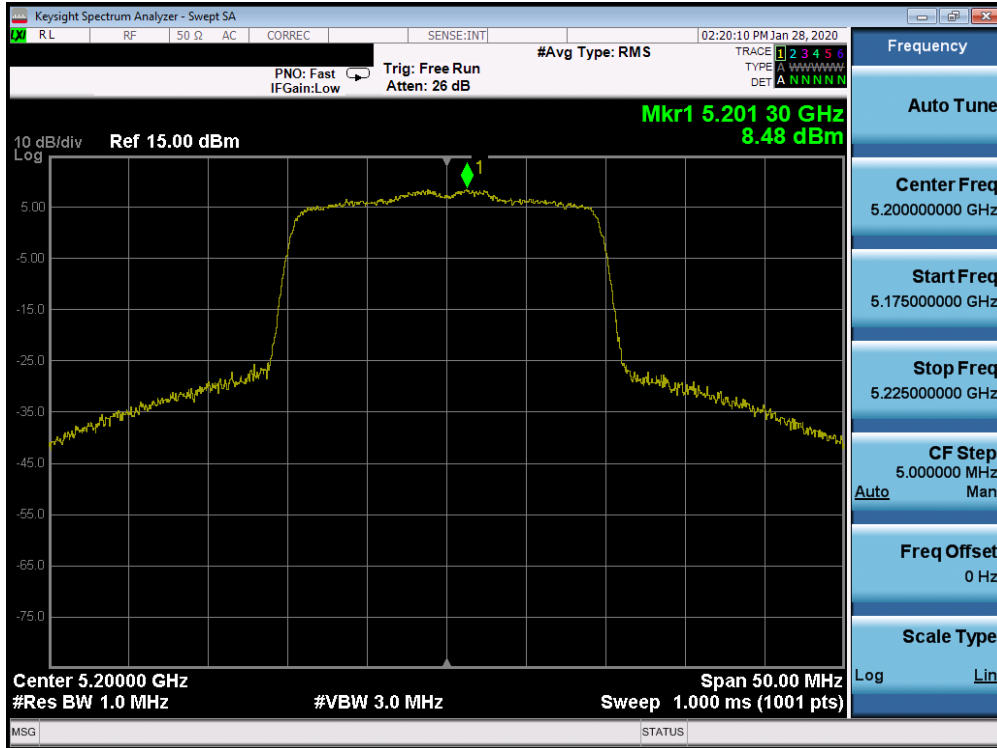 Keysight Spectrum Analyzer - Swept SA
LXI RL RF 50 Ω AC CORREC SENSE:INT 02:20:10 PM Jan 28, 2020
#Avg Type: RMS TRACE 1 2 3 4 5 6
PNO: Fast Trig: Free Run TYPE A WWWWW
IFGain:Low Atten: 26 dB DET A N N N N N
Mkr1 5.201 30 GHz
8.48 dBm
10 dB/div Ref 15.00 dBm
Log
1
5.00
-5.00
-15.0
-25.0
-35.0
-45.0
-55.0
-65.0
-75.0
Center 5.20000 GHz Span 50.00 MHz
#Res BW 1.0 MHz #VBW 3.0 MHz Sweep 1.000 ms (1001 pts)
MSG STATUS
Frequency
Auto Tune
Center Freq
5.200000000 GHz
Start Freq
5.175000000 GHz
Stop Freq
5.225000000 GHz
CF Step
5.000000 MHz
Auto Man
Freq Offset
0 Hz
Scale Type
Log Lin